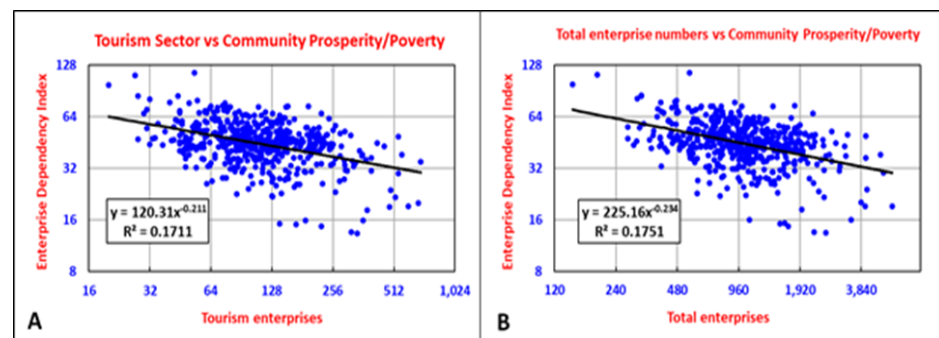 Tourism Sector vs Community Prosperity/Poverty
Enterprise Dependency Index
128
64
32
16
8
y = 120.31x^-0.211
R² = 0.1711
16 32 64 128 256 512 1,024
A
Tourism enterprises
Total enterprise numbers vs Community Prosperity/Poverty
Enterprise Dependency Index
128
64
32
16
8
y = 225.16x^-0.234
R² = 0.1751
120 240 480 960 1,920 3,840
B
Total enterprises